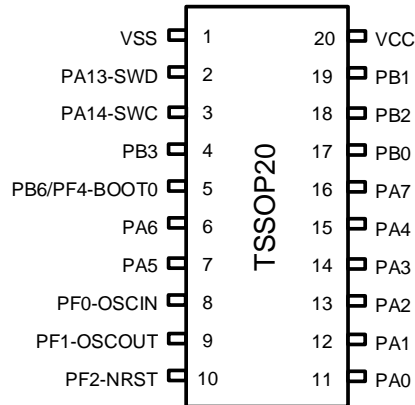 VSS 1 20 VCC
PA13-SWD 2 19 PB1
PA14-SWC 3 18 PB2
PB3 4 17 PB0
PB6/PF4-BOOT0 5 16 PA7
PA6 6 15 PA4
PA5 7 14 PA3
PF0-OSCIN 8 13 PA2
PF1-OSCOUT 9 12 PA1
PF2-NRST 10 11 PA0
TSSOP20